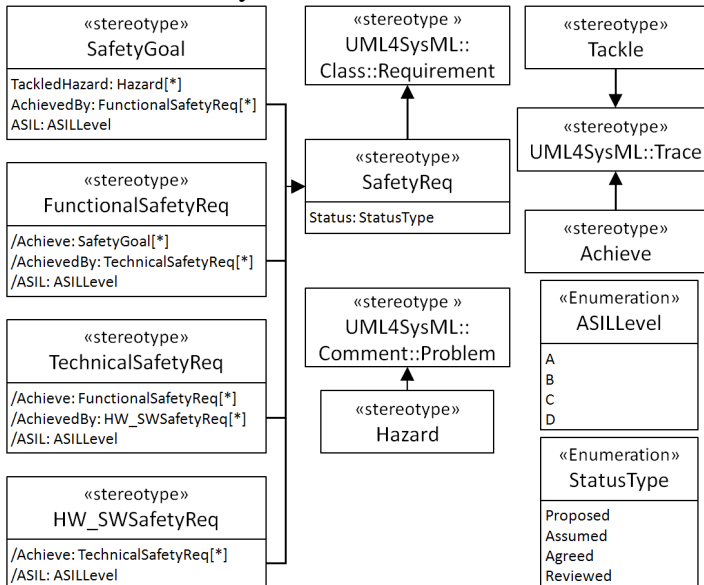 «stereotype»
SafetyGoal
TackledHazard: Hazard[*]
AchievedBy: FunctionalSafetyReq[*]
ASIL: ASILLevel
«stereotype»
FunctionalSafetyReq
/Achieve: SafetyGoal[*]
/AchievedBy: TechnicalSafetyReq[*]
/ASIL: ASILLevel
«stereotype»
TechnicalSafetyReq
/Achieve: FunctionalSafetyReq[*]
/AchievedBy: HW_SWSafetyReq[*]
/ASIL: ASILLevel
«stereotype»
HW_SWSafetyReq
/Achieve: TechnicalSafetyReq[*]
/ASIL: ASILLevel
«stereotype »
UML4SysML::
Class::Requirement
«stereotype»
SafetyReq
Status: StatusType
«stereotype »
UML4SysML::
Comment::Problem
«stereotype»
Hazard
«stereotype»
Tackle
«stereotype»
UML4SysML::Trace
«stereotype»
Achieve
«Enumeration»
ASILLevel
A
B
C
D
«Enumeration»
StatusType
Proposed
Assumed
Agreed
Reviewed